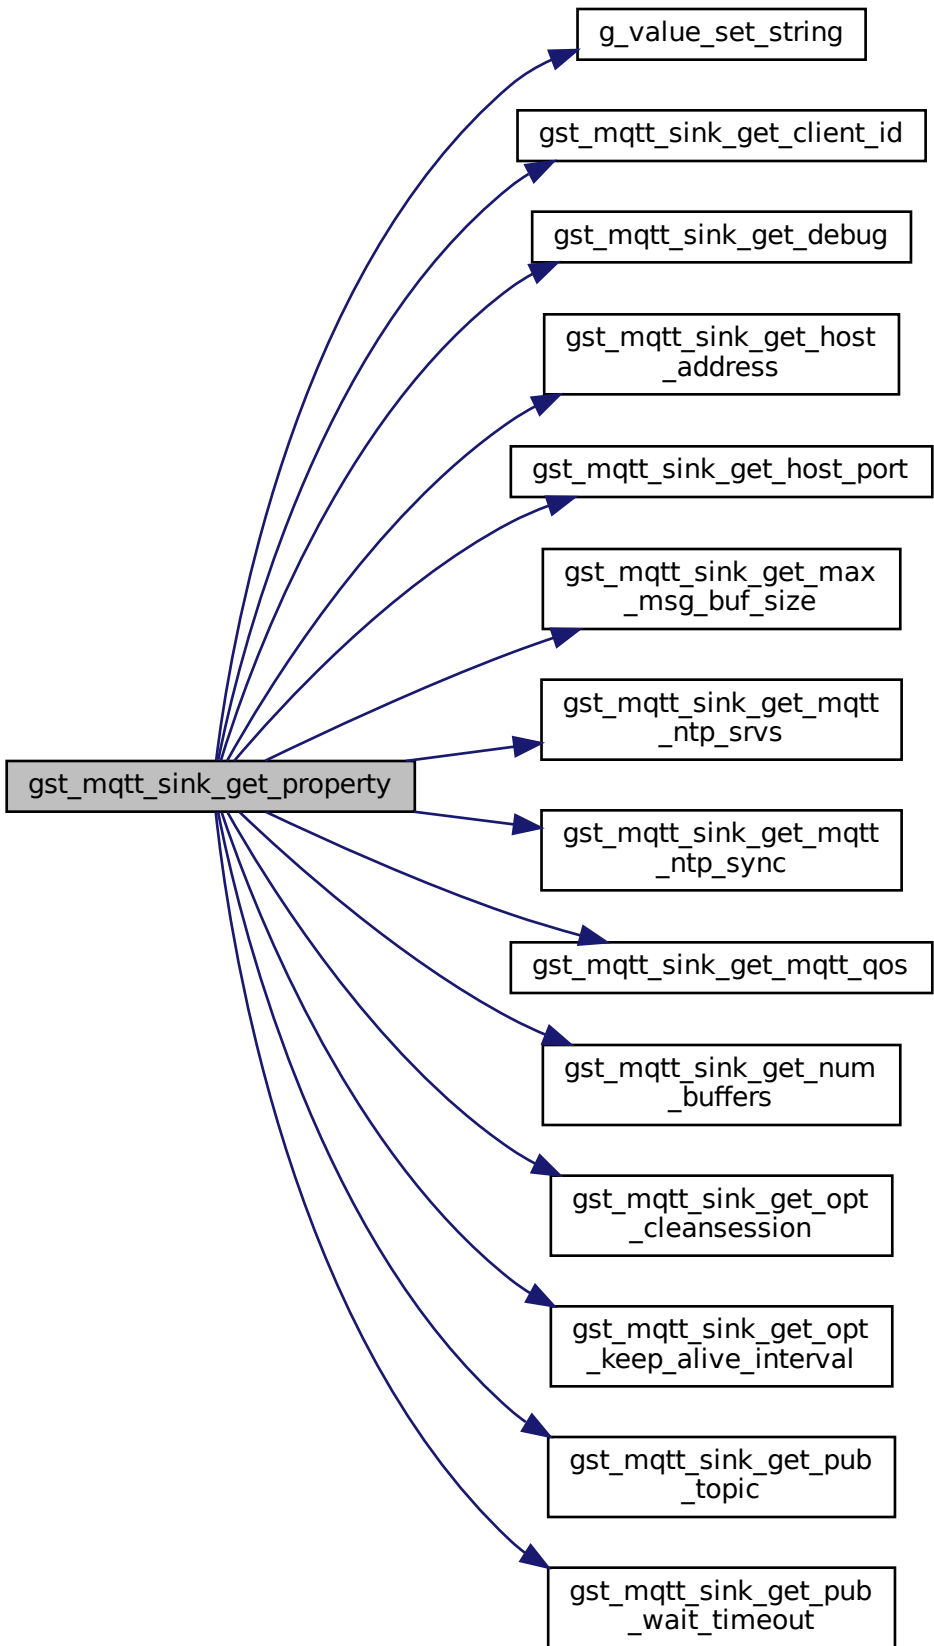 g_value_set_string
gst_mqtt_sink_get_client_id
gst_mqtt_sink_get_debug
gst_mqtt_sink_get_host
_address
gst_mqtt_sink_get_host_port
gst_mqtt_sink_get_max
_msg_buf_size
gst_mqtt_sink_get_mqtt
_ntp_srvs
gst_mqtt_sink_get_property
gst_mqtt_sink_get_mqtt
_ntp_sync
gst_mqtt_sink_get_mqtt_qos
gst_mqtt_sink_get_num
_buffers
gst_mqtt_sink_get_opt
_cleansession
gst_mqtt_sink_get_opt
_keep_alive_interval
gst_mqtt_sink_get_pub
_topic
gst_mqtt_sink_get_pub
_wait_timeout